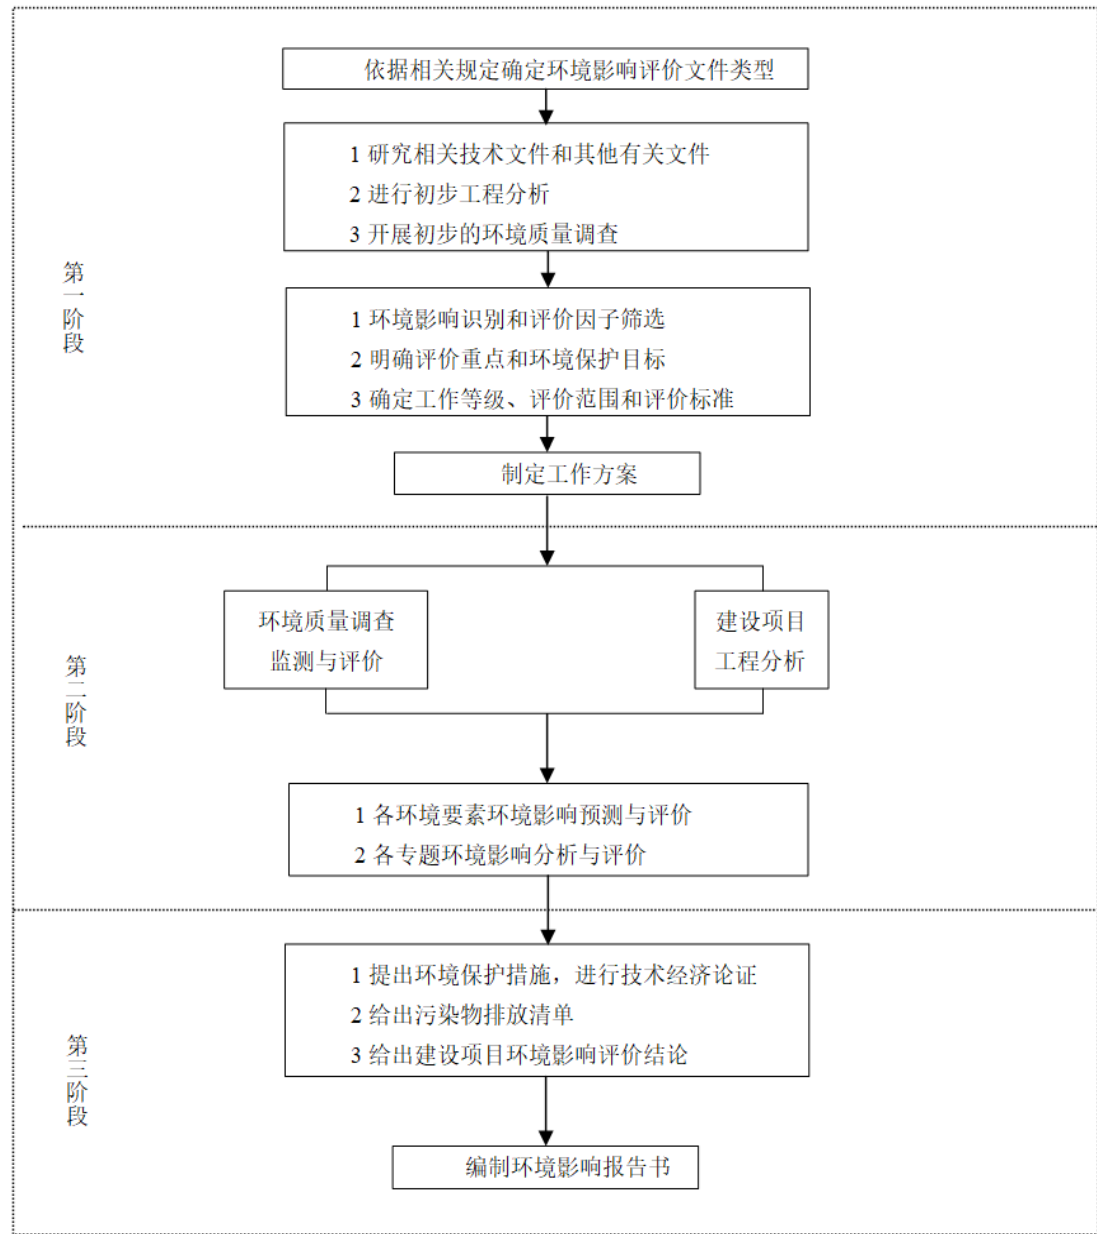 依据相关规定确定环境影响评价文件类型
1 研究相关技术文件和其他有关文件
2 进行初步工程分析
3 开展初步的环境质量调查
第一阶段
1 环境影响识别和评价因子筛选
2 明确评价重点和环境保护目标
3 确定工作等级、评价范围和评价标准
制定工作方案
第二阶段
环境质量调查
监测与评价
建设项目
工程分析
1 各环境要素环境影响预测与评价
2 各专题环境影响分析与评价
第三阶段
1 提出环境保护措施，进行技术经济论证
2 给出污染物排放清单
3 给出建设项目环境影响评价结论
编制环境影响报告书